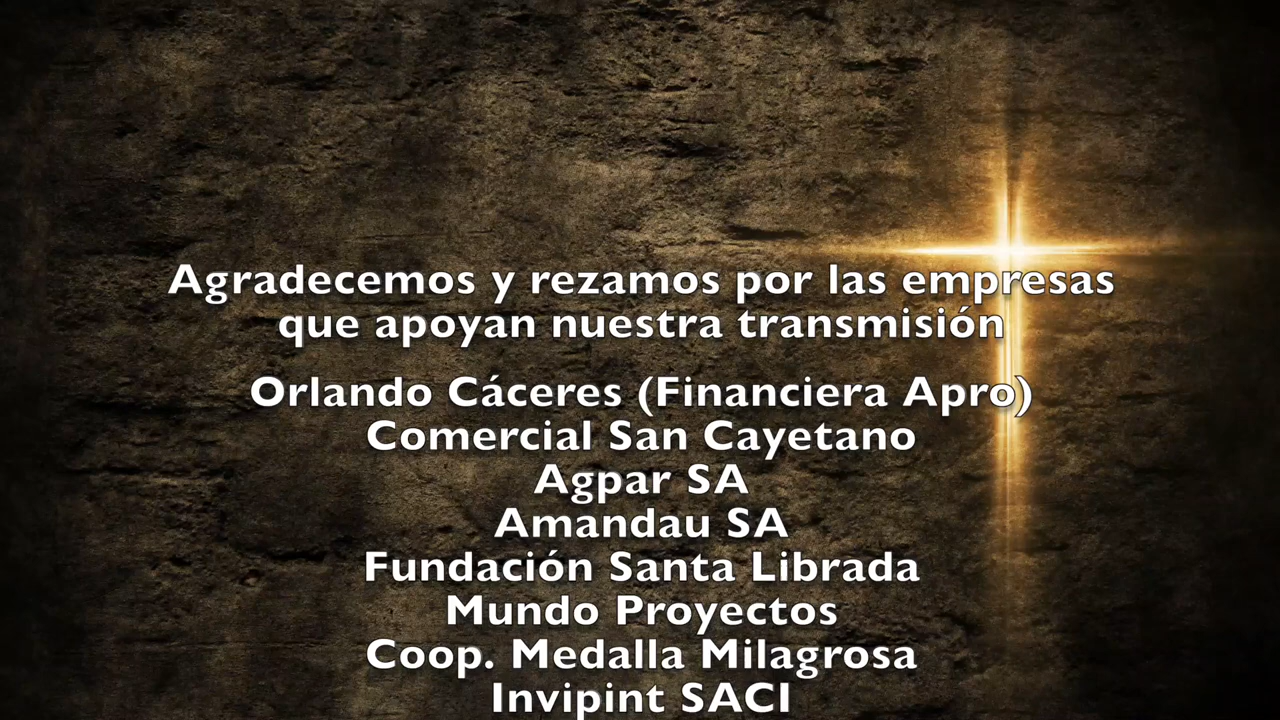 Agradecemos y rezamos por las empresas
que apoyan nuestra transmisión
Orlando Cáceres (Financiera Apro)
Comercial San Cayetano
Agpar SA
Amandau SA
Fundación Santa Librada
Mundo Proyectos
Coop. Medalla Milagrosa
Invipint SACI